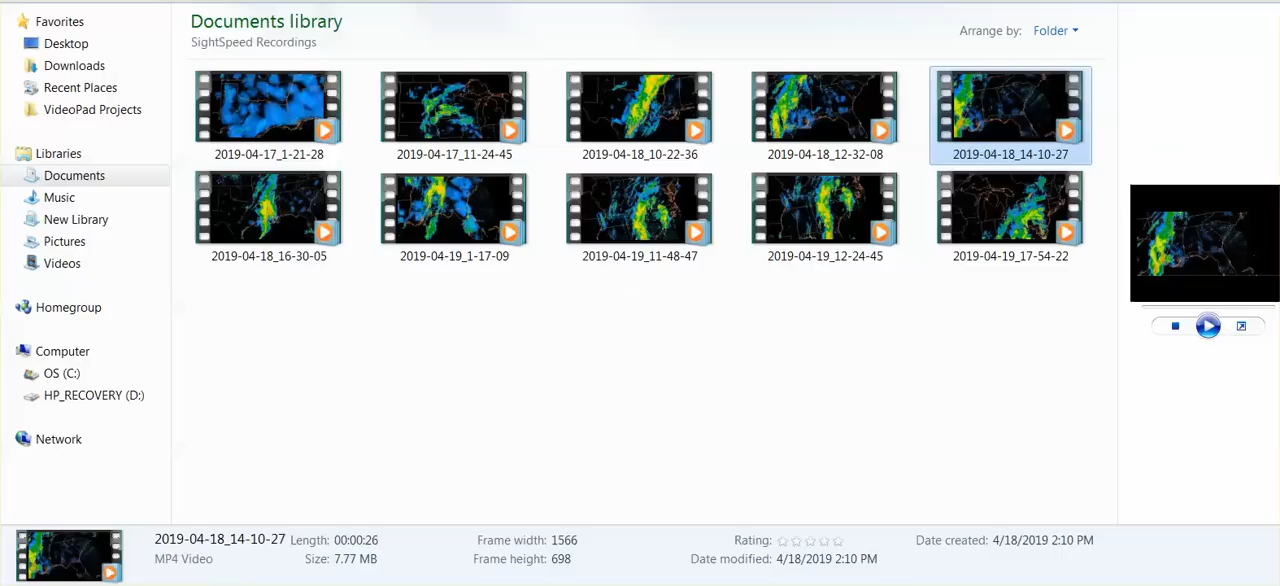 Favorites
Desktop
Downloads
Recent Places
VideoPad Projects
Libraries
Documents
Music
New Library
Pictures
Videos
Homegroup
Computer
OS (C:)
HP_RECOVERY (D:)
Network
Documents library
SightSpeed Recordings
Arrange by: Folder
2019-04-17_1-21-28
2019-04-17_11-24-45
2019-04-18_10-22-36
2019-04-18_12-32-08
2019-04-18_14-10-27
2019-04-18_16-30-05
2019-04-19_1-17-09
2019-04-19_11-48-47
2019-04-19_12-24-45
2019-04-19_17-54-22
2019-04-18_14-10-27 Length: 00:00:26 Frame width: 1566 Rating: Date created: 4/18/2019 2:10 PM
MP4 Video Size: 7.77 MB Frame height: 698 Date modified: 4/18/2019 2:10 PM